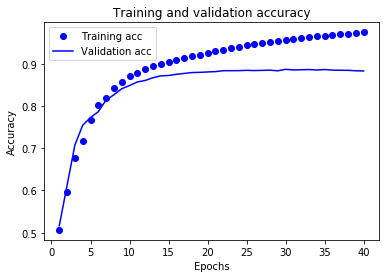 Training and validation accuracy
Training acc
Validation acc
0.9
0.8
0.7
0.6
0.5
Accuracy
0 5 10 15 20 25 30 35 40
Epochs